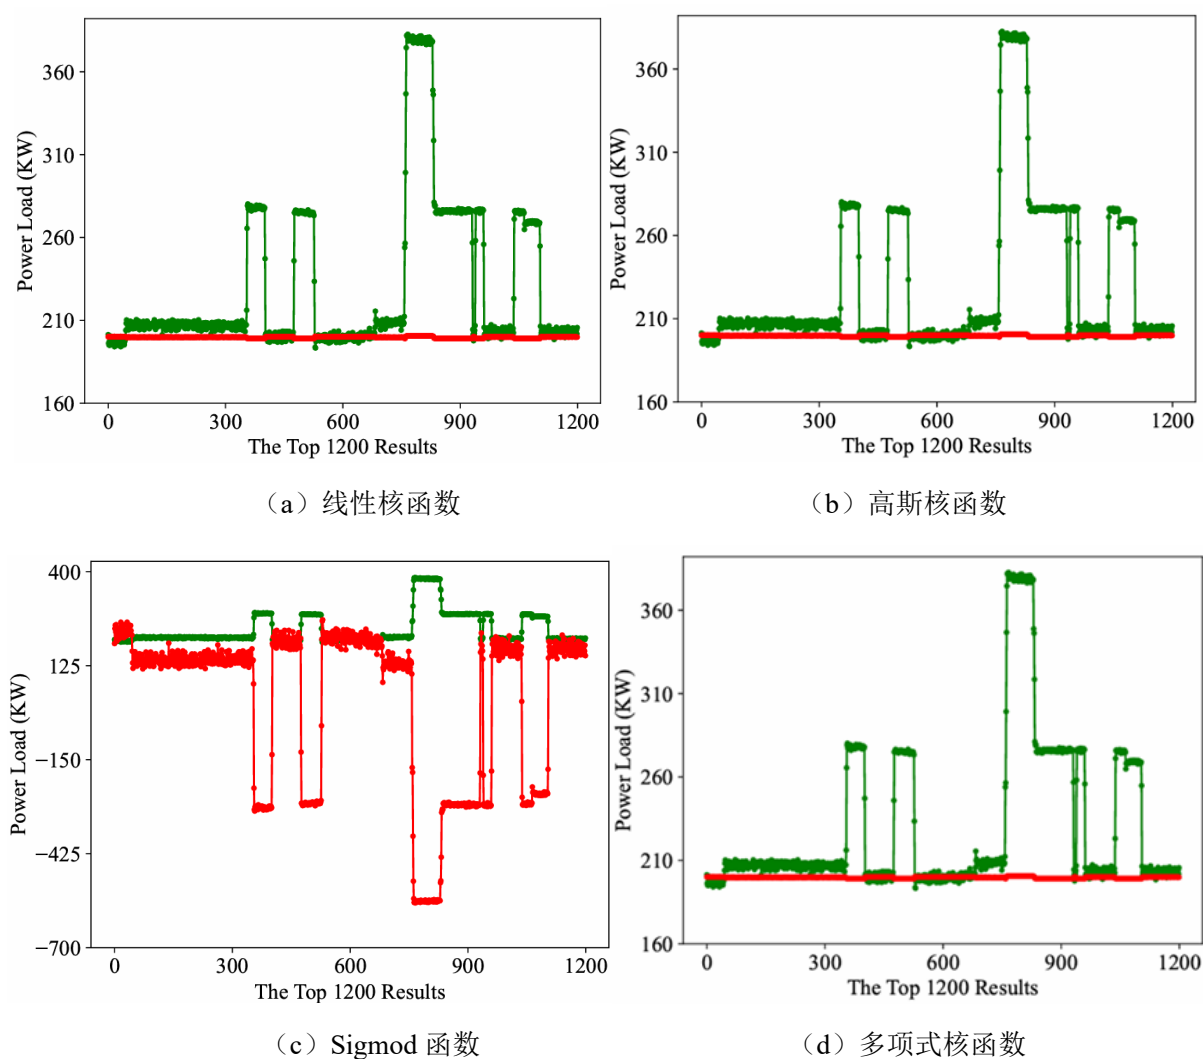 360
310
260
210
160
Power Load (KW)
0 300 600 900 1200
The Top 1200 Results
（a）线性核函数
360
310
260
210
160
Power Load (KW)
0 300 600 900 1200
The Top 1200 Results
（b）高斯核函数
400
125
−150
−425
−700
Power Load (KW)
0 300 600 900 1200
The Top 1200 Results
（c）Sigmod 函数
360
310
260
210
160
Power Load (KW)
0 300 600 900 1200
The Top 1200 Results
（d）多项式核函数